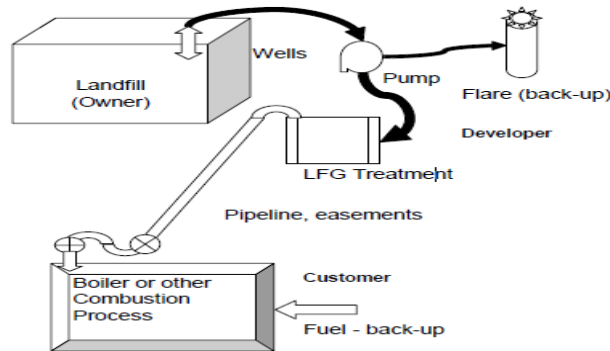 Landfill
(Owner)
Wells
Pump
Flare (back-up)
Developer
LFG Treatment
Pipeline, easements
Boiler or other
Combustion
Process
Customer
Fuel - back-up